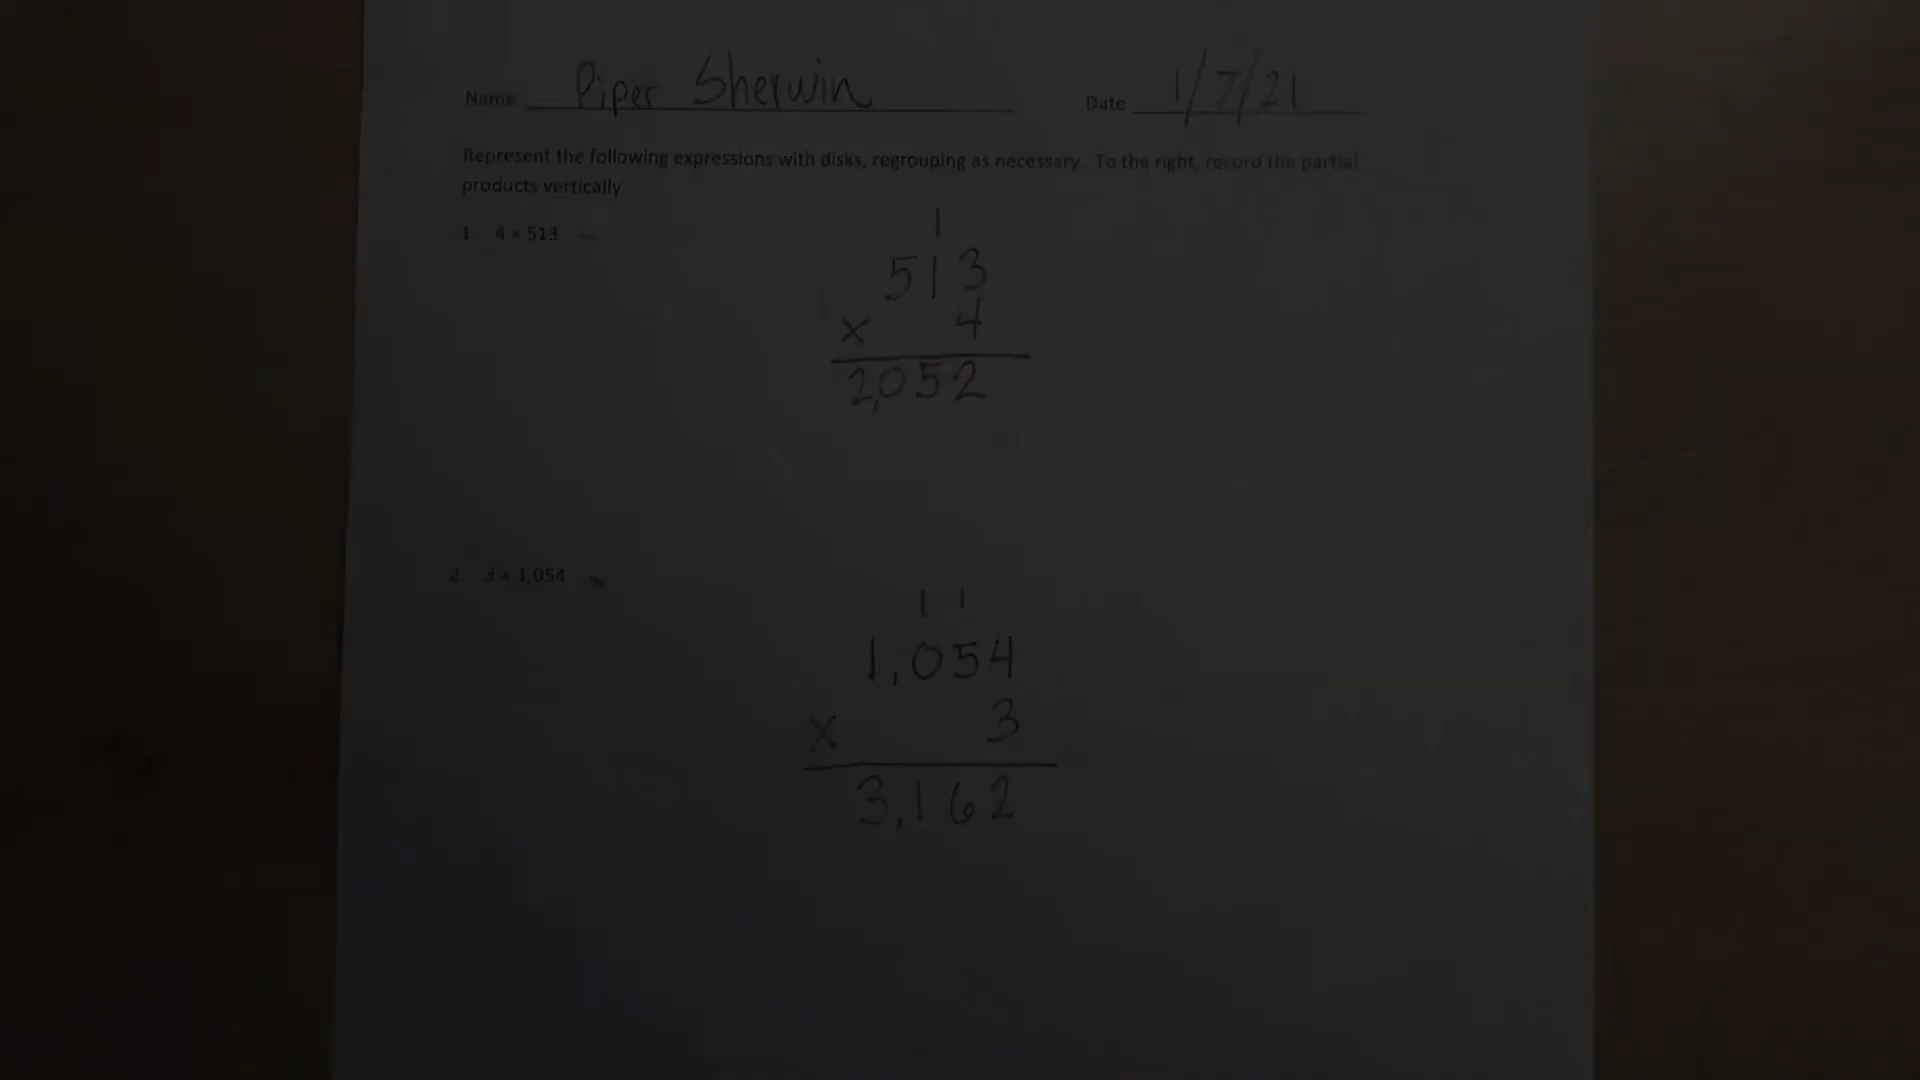 Name Piper Sherwin Date 1/7/21
Represent the following expressions with disks, regrouping as necessary. To the right, record the partial
products vertically.
1. 4 × 513
1
513
× 4
2,052
2. 3 × 1,054
1 1
1,054
× 3
3,162